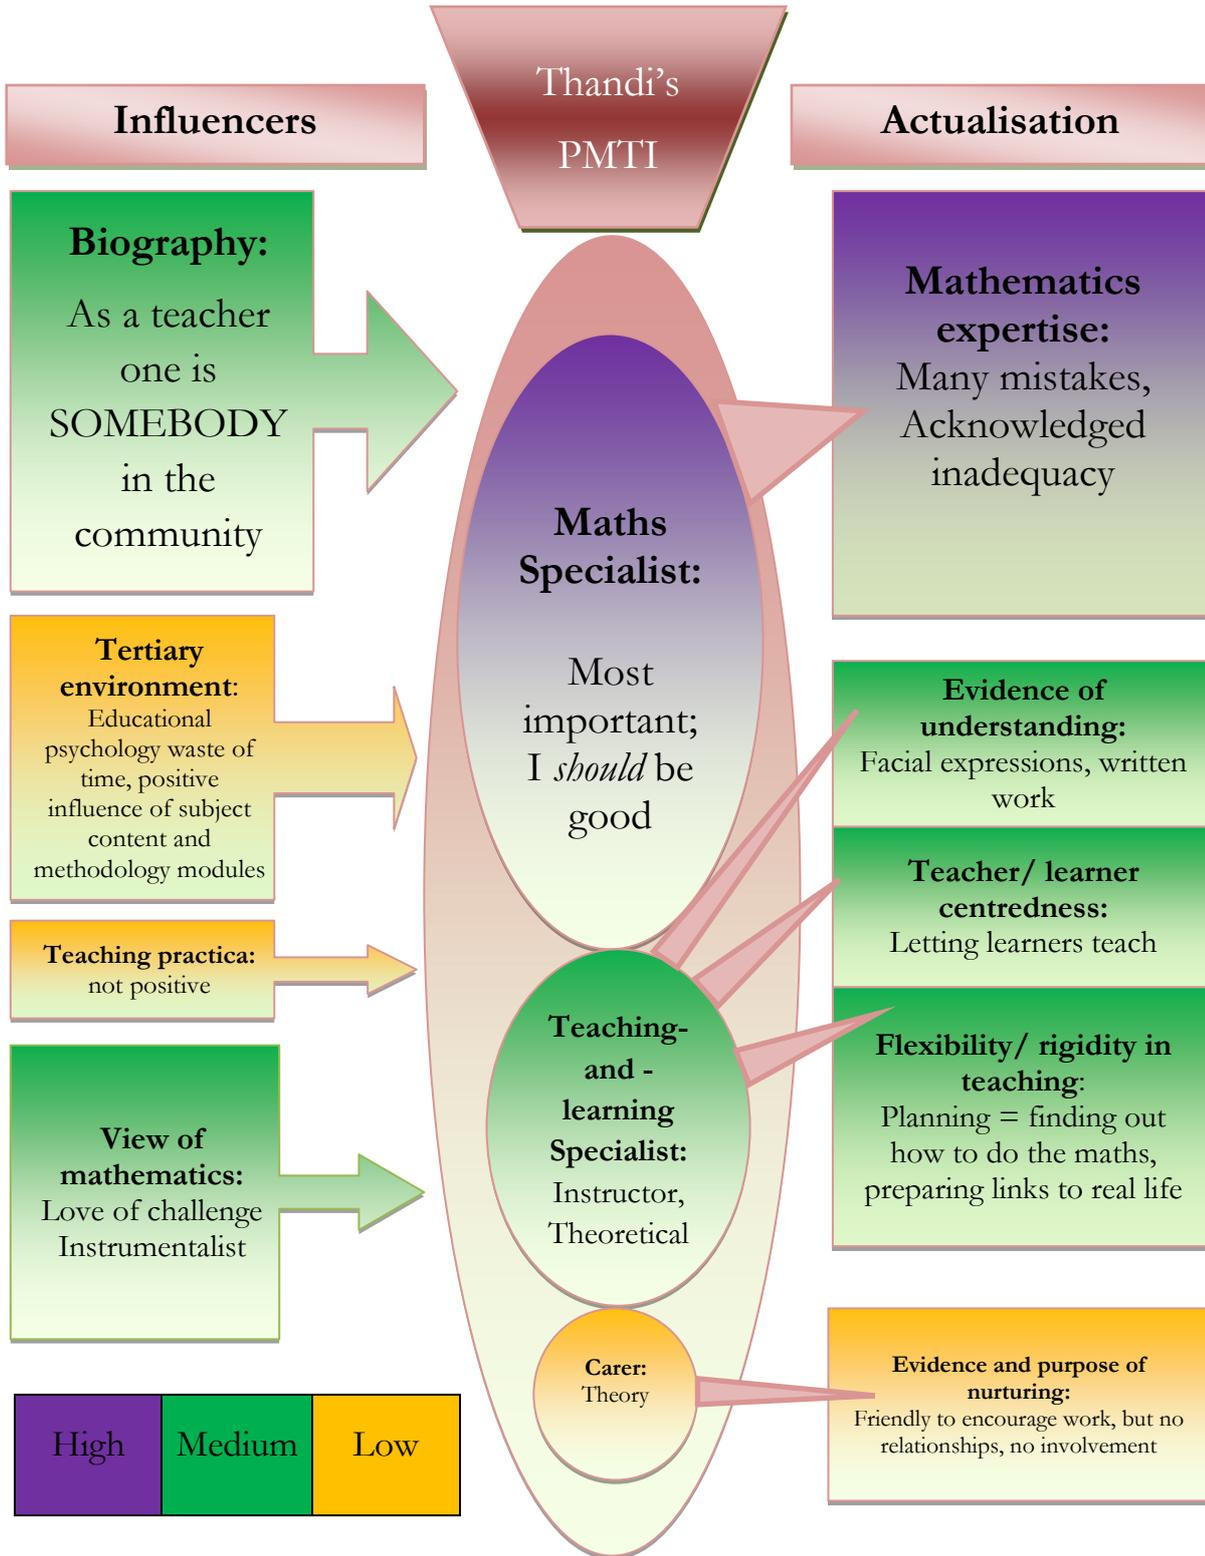 Thandi's
PMTI
Influencers
Actualisation
Biography:
As a teacher
one is
SOMEBODY
in the
community
Tertiary
environment:
Educational
psychology waste of
time, positive
influence of subject
content and
methodology modules
Teaching practica:
not positive
View of
mathematics:
Love of challenge
Instrumentalist
High
Medium
Low
Maths
Specialist:
Most
important;
I should be
good
Teaching-
and -
learning
Specialist:
Instructor,
Theoretical
Carer:
Theory
Mathematics
expertise:
Many mistakes,
Acknowledged
inadequacy
Evidence of
understanding:
Facial expressions, written
work
Teacher/ learner
centredness:
Letting learners teach
Flexibility/ rigidity in
teaching:
Planning = finding out
how to do the maths,
preparing links to real life
Evidence and purpose of
nurturing:
Friendly to encourage work, but no
relationships, no involvement